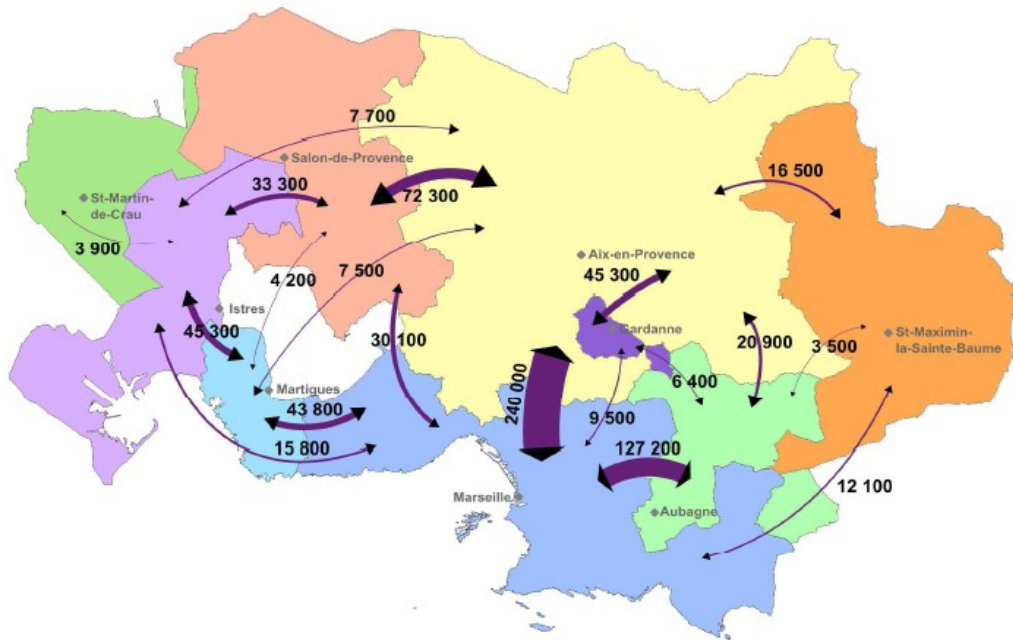 7 700
Salon-de-Provence
16 500
33 300
72 300
St-Martin-
de-Crau
3 900
Aix-en-Provence
45 300
4 200
7 500
Istres
45 300
30 100
Gardanne
20 900
3 500
St-Maximin-
la-Sainte-Baume
6 400
Martigues
43 800
240 000
9 500
15 800
127 200
12 100
Marseille
Aubagne